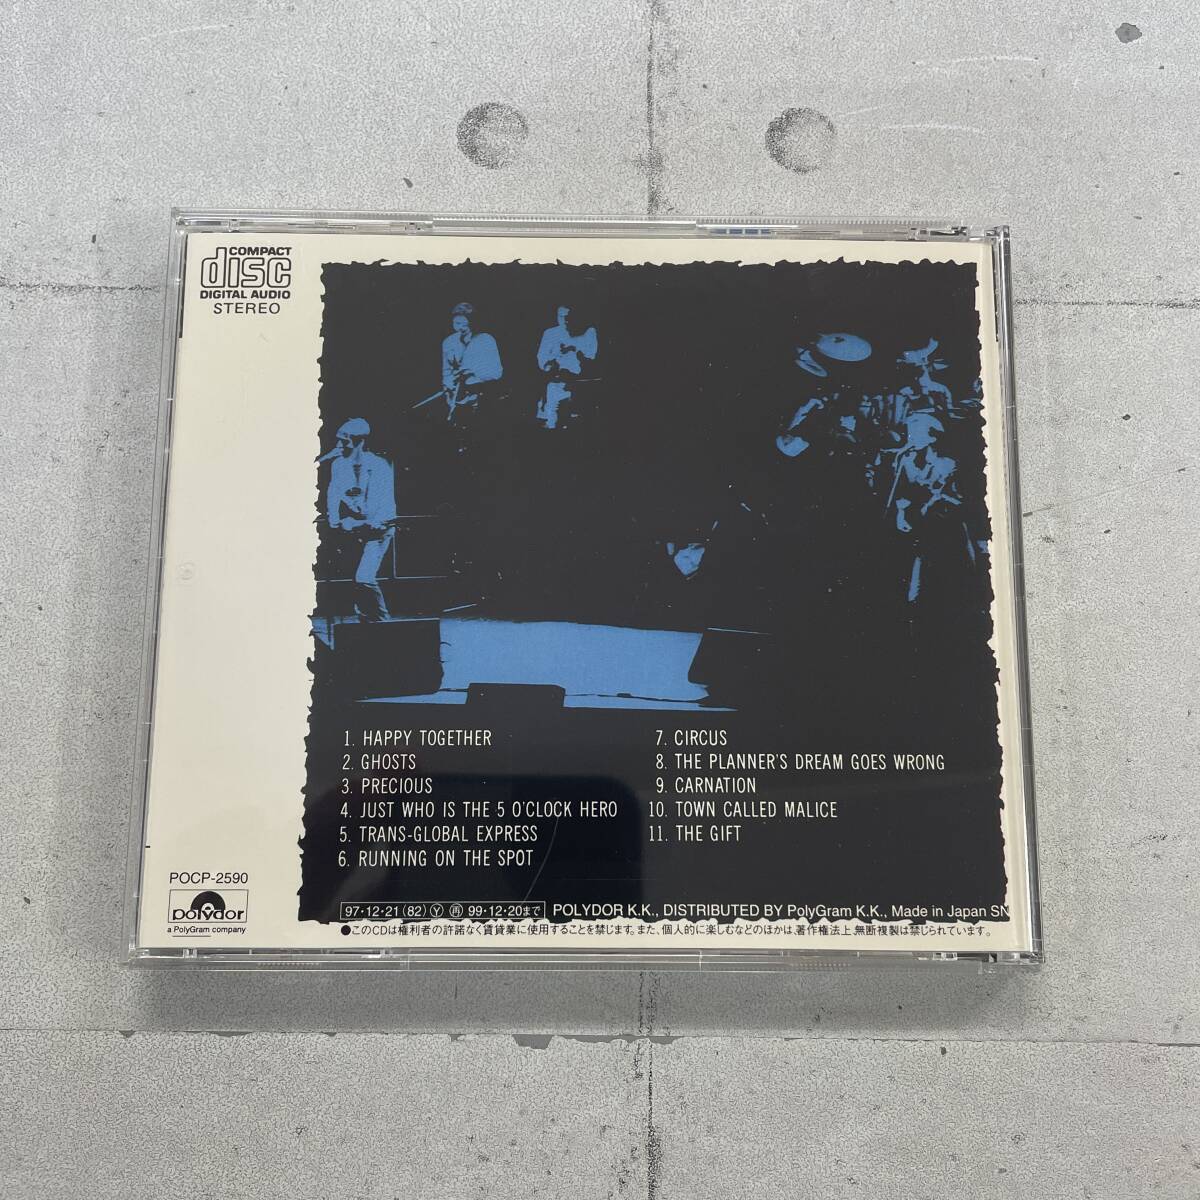 COMPACT
disc
DIGITAL AUDIO
STEREO
1. HAPPY TOGETHER
2. GHOSTS
3. PRECIOUS
4. JUST WHO IS THE 5 O'CLOCK HERO
5. TRANS-GLOBAL EXPRESS
6. RUNNING ON THE SPOT
7. CIRCUS
8. THE PLANNER'S DREAM GOES WRONG
9. CARNATION
10. TOWN CALLED MALICE
11. THE GIFT
POCP-2590
polydor
a PolyGram company
97・12・21 (82) Ⓨ ㊢ 99・12・20まで POLYDOR K.K., DISTRIBUTED BY PolyGram K.K., Made in Japan SN
●このCDは権利者の許諾なく賃貸業に使用することを禁じます。また、個人的に楽しむなどのほかは、著作権法上、無断複製は禁じられています。